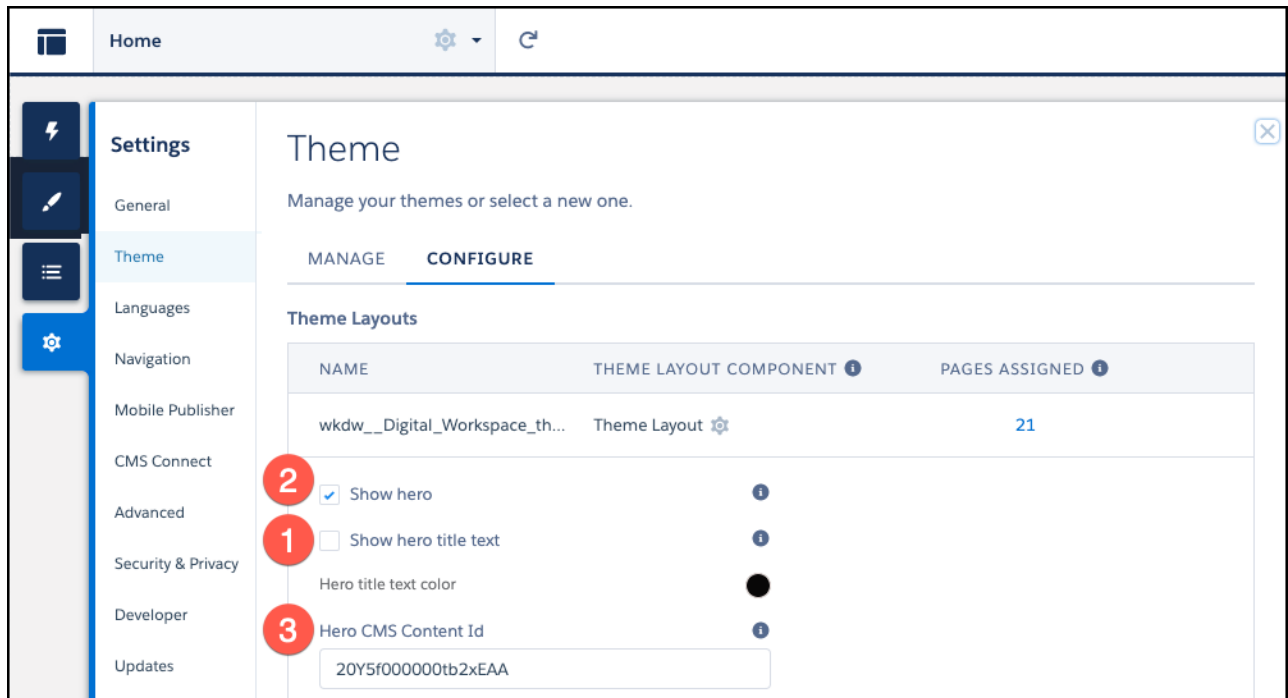 Home
Settings
General
Theme
Languages
Navigation
Mobile Publisher
CMS Connect
Advanced
Security & Privacy
Developer
Updates
Theme
Manage your themes or select a new one.
MANAGE CONFIGURE
Theme Layouts
NAME THEME LAYOUT COMPONENT PAGES ASSIGNED
wkdw__Digital_Workspace_th... Theme Layout 21
2 Show hero
1 Show hero title text
Hero title text color
3 Hero CMS Content Id
20Y5f000000tb2xEAA